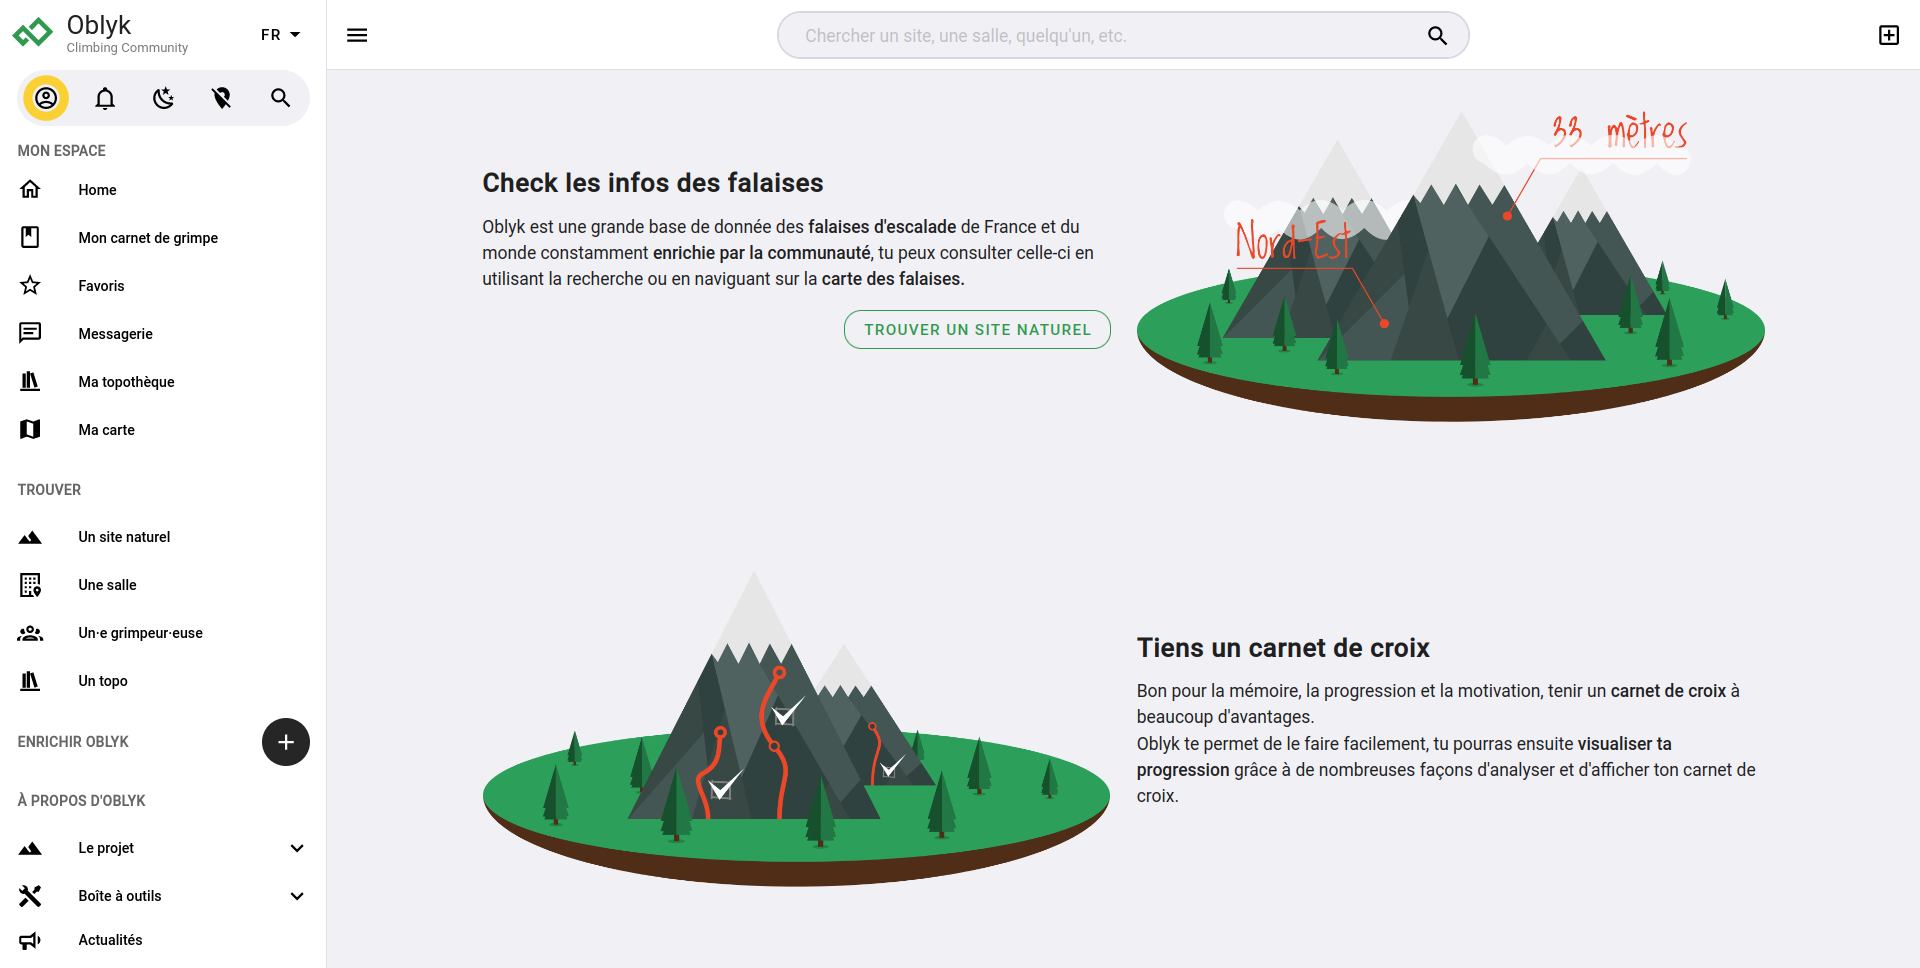 Oblyk
Climbing Community
FR
Chercher un site, une salle, quelqu'un, etc.
MON ESPACE
Home
Mon carnet de grimpe
Favoris
Messagerie
Ma topothèque
Ma carte
TROUVER
Un site naturel
Une salle
Un·e grimpeur·euse
Un topo
ENRICHIR OBLYK
À PROPOS D'OBLYK
Le projet
Boîte à outils
Actualités
Check les infos des falaises
Oblyk est une grande base de donnée des falaises d'escalade de France et du
monde constamment enrichie par la communauté, tu peux consulter celle-ci en
utilisant la recherche ou en naviguant sur la carte des falaises.
TROUVER UN SITE NATUREL
33 mètres
Nord-Est
Tiens un carnet de croix
Bon pour la mémoire, la progression et la motivation, tenir un carnet de croix à
beaucoup d'avantages.
Oblyk te permet de le faire facilement, tu pourras ensuite visualiser ta
progression grâce à de nombreuses façons d'analyser et d'afficher ton carnet de
croix.